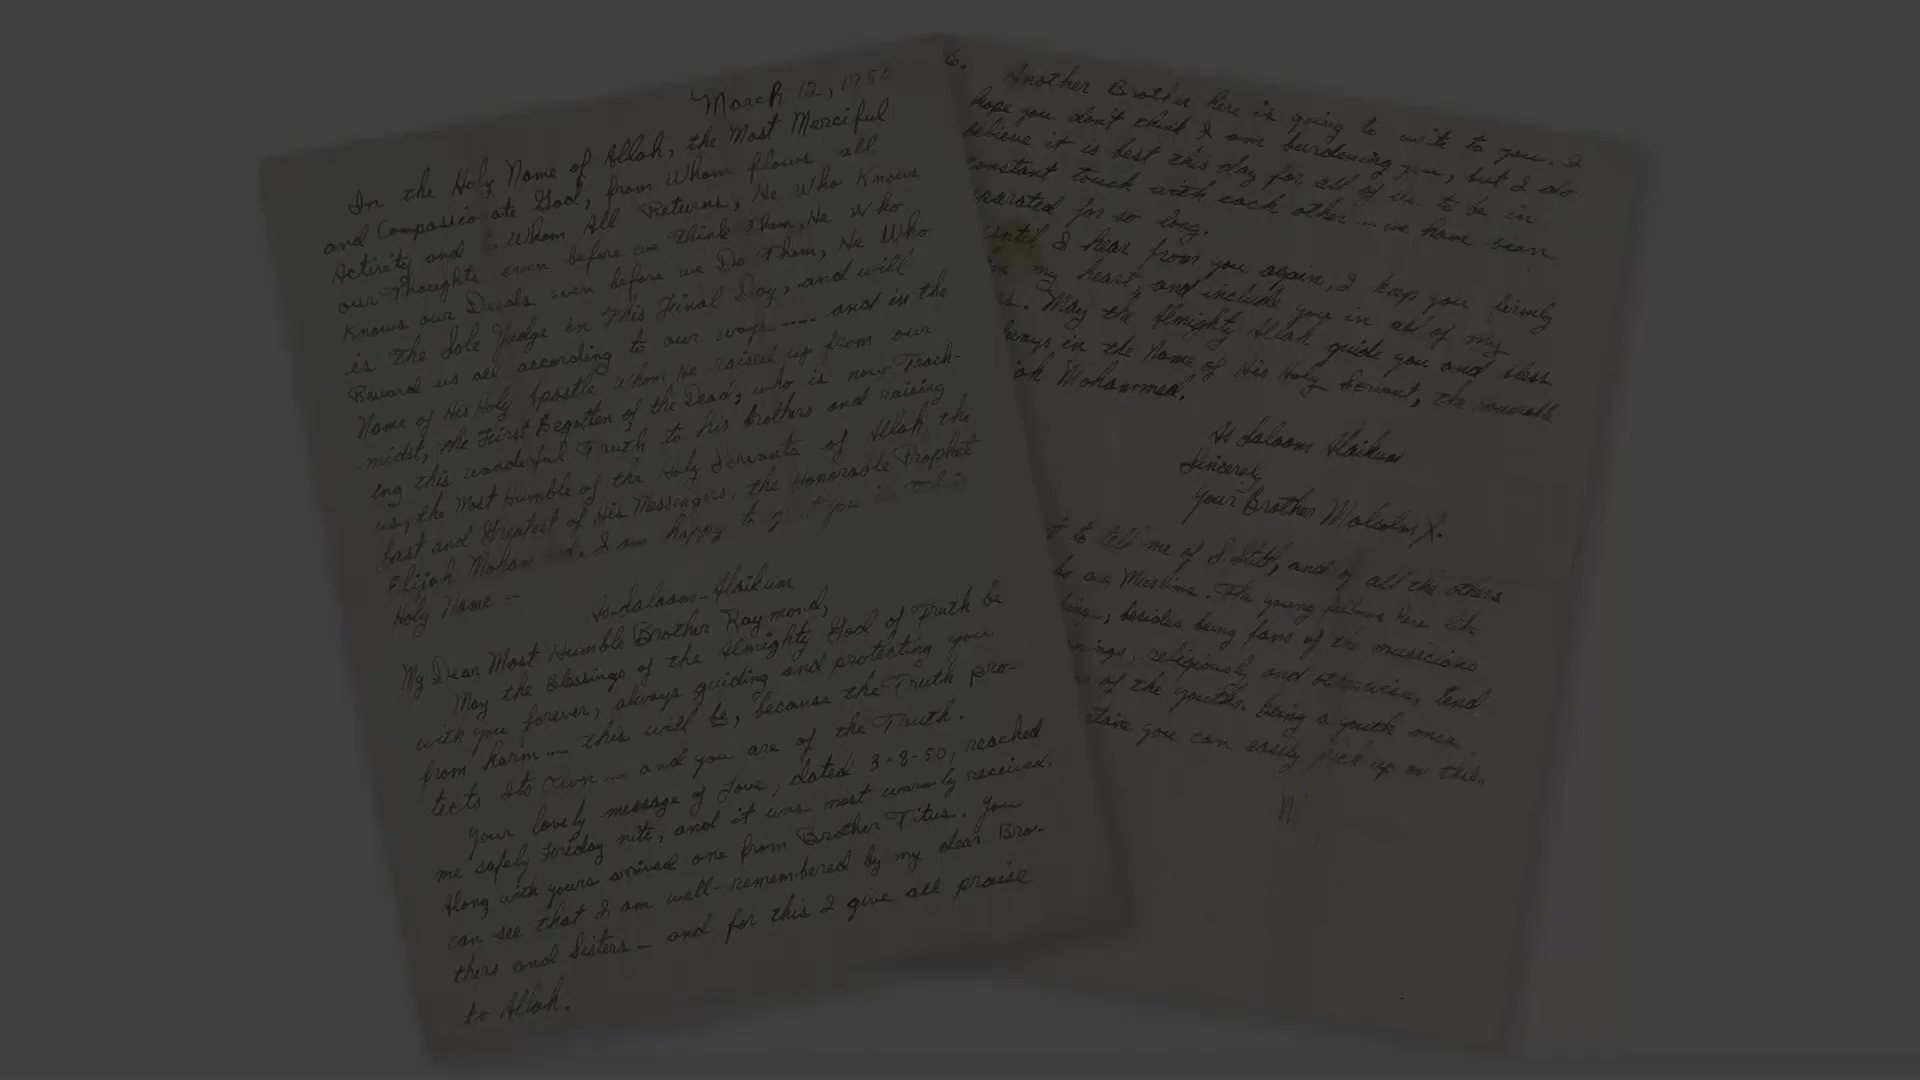 March 12, 1950
In the Holy Name of Allah, the Most Merciful
and Compassionate God, from Whom flows all
Activity and to Whom All Returns, He Who Knows
our Thoughts even before we Think Them, He Who
Knows our Deeds even before we Do Them, He Who
is the Sole Judge in This Final Day, and will
Reward us all according to our ways..... and in the
Name of His Holy Apostle Whom He raised up from our
midst, the First Begotten of the Dead, who is now Teach-
ing this wonderful Truth to his brothers and raising
us, the Most Humble of the Holy Servants of Allah, the
Last and Greatest of His Messengers, the Honorable Prophet
Elijah Moham ed. I am happy to you in This
Holy Name --
As-Salaam-Alaikum
My Dear Most Humble Brother Raymond,
May the Blessings of the Almighty God of Truth be
with you forever, always guiding and protecting you
from harm.... this will be, because the Truth pro-
tects Its Own.... and you are of the Truth.
Your lovely message of Love, dated 3-8-50, reached
me safely Friday nite, and it was most warmly received.
Along with yours arrived one from Brother Titus. You
can see that I am well-remembered by my dear Bro-
thers and Sisters — and for this I give all praise
to Allah.
6.
Another Brother here is going to write to you. I
hope you don't think I am burdening you, but I do
believe it is best this day for all of us to be in
constant touch with each other.... we have been
parated for so long.
Until I hear from you again, I keep you firmly
in my heart, and include you in all of my
rs. May the Almighty Allah guide you and bless
lways in the Name of His Holy Servant, the Honorable
jah Mohammed.
As Salaam Alaikum
Sincerely
Your Brother Malcolm X.
to tell me of S. Stitt, and of all the others
as Muslims. The young fellows here
besides being fans of the musicians
nings, religiously and otherwise, tend
of the youths. Being a youth once
you can easily pick up on this.